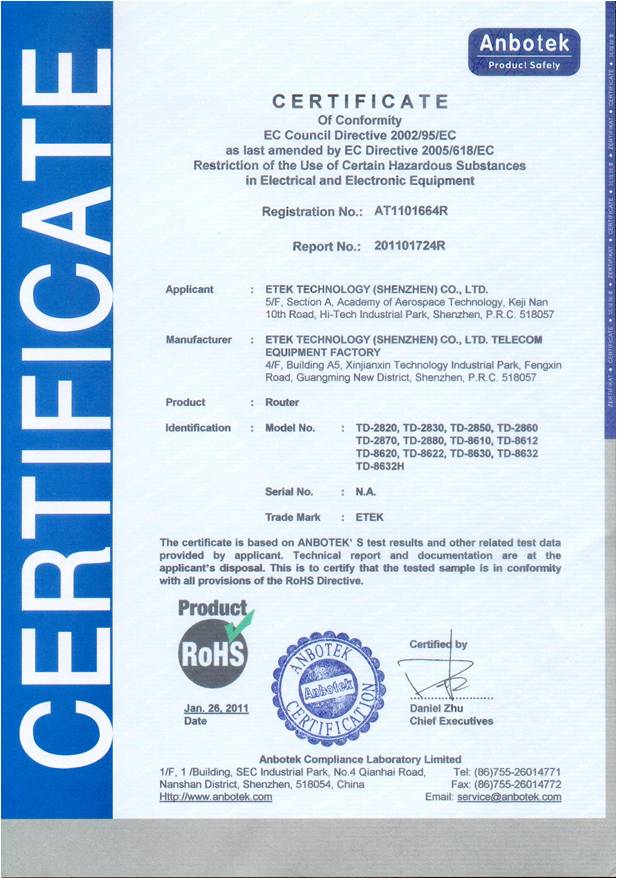 CERTIFICATE
Anbotek
Product Safety
CERTIFICATE
Of Conformity
EC Council Directive 2002/95/EC
as last amended by EC Directive 2005/618/EC
Restriction of the Use of Certain Hazardous Substances
in Electrical and Electronic Equipment
Registration No.: AT1101664R
Report No.: 201101724R
Applicant : ETEK TECHNOLOGY (SHENZHEN) CO., LTD.
5/F, Section A, Academy of Aerospace Technology, Keji Nan
10th Road, Hi-Tech Industrial Park, Shenzhen, P.R.C. 518057
Manufacturer : ETEK TECHNOLOGY (SHENZHEN) CO., LTD. TELECOM
EQUIPMENT FACTORY
4/F, Building A5, Xinjianxin Technology Industrial Park, Fengxin
Road, Guangming New District, Shenzhen, P.R.C. 518057
Product : Router
Identification : Model No. : TD-2820, TD-2830, TD-2850, TD-2860
TD-2870, TD-2880, TD-8610, TD-8612
TD-8620, TD-8622, TD-8630, TD-8632
TD-8632H
Serial No. : N.A.
Trade Mark : ETEK
The certificate is based on ANBOTEK' S test results and other related test data
provided by applicant. Technical report and documentation are at the
applicant's disposal. This is to certify that the tested sample is in conformity
with all provisions of the RoHS Directive.
Product
RoHS
Jan. 26, 2011
Date
ANBOTEK
Anbotek
CERTIFICATION
Certified by
Daniel Zhu
Chief Executives
Anbotek Compliance Laboratory Limited
1/F, 1 /Building, SEC Industrial Park, No.4 Qianhai Road,
Nanshan District, Shenzhen, 518054, China
Http://www.anbotek.com
Tel: (86)755-26014771
Fax: (86)755-26014772
Email: service@anbotek.com